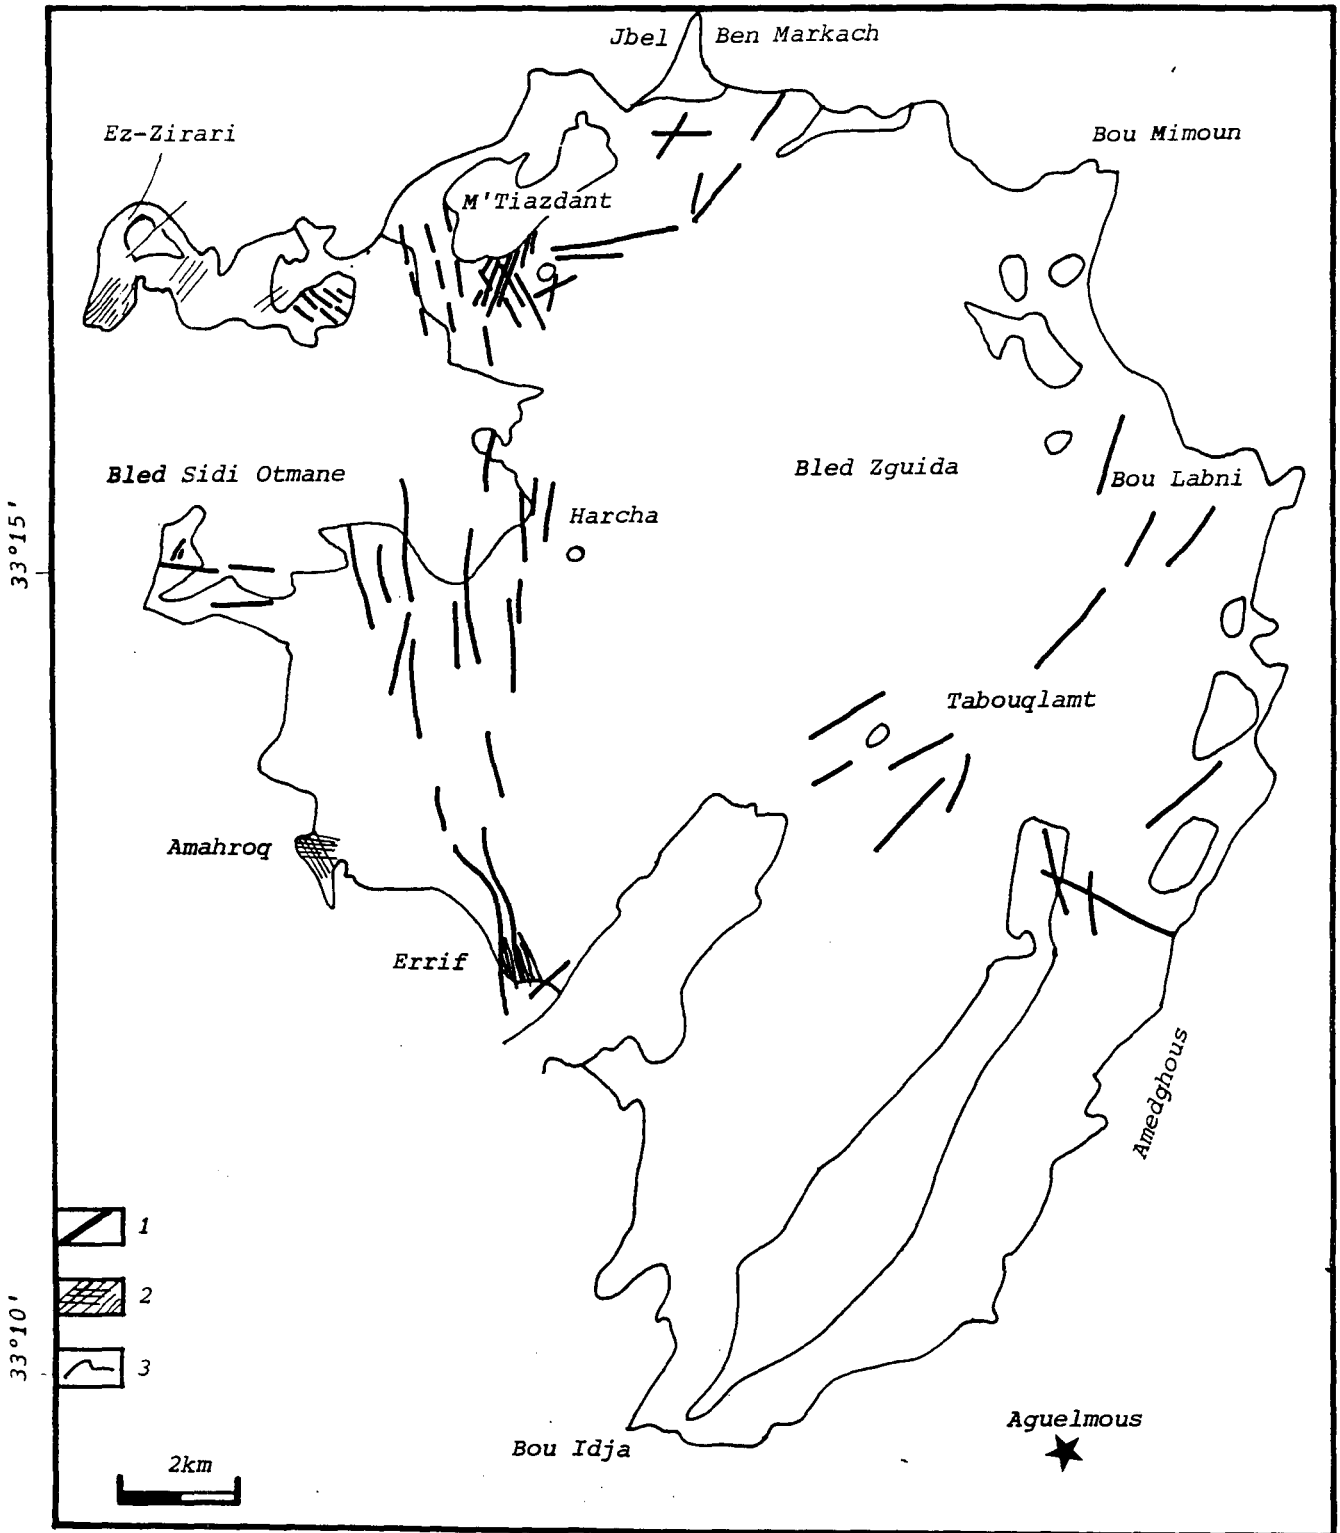 Jbel Ben Markach
Ez-Zirari
Bou Mimoun
M'Tiazdant
Bled Sidi Otmane
Bled Zguida
Bou Labni
Harcha
33°15'
Tabouqlamt
Amahroq
Errif
Amedghous
1
2
33°10'
3
Aguelmous
Bou Idja
2km